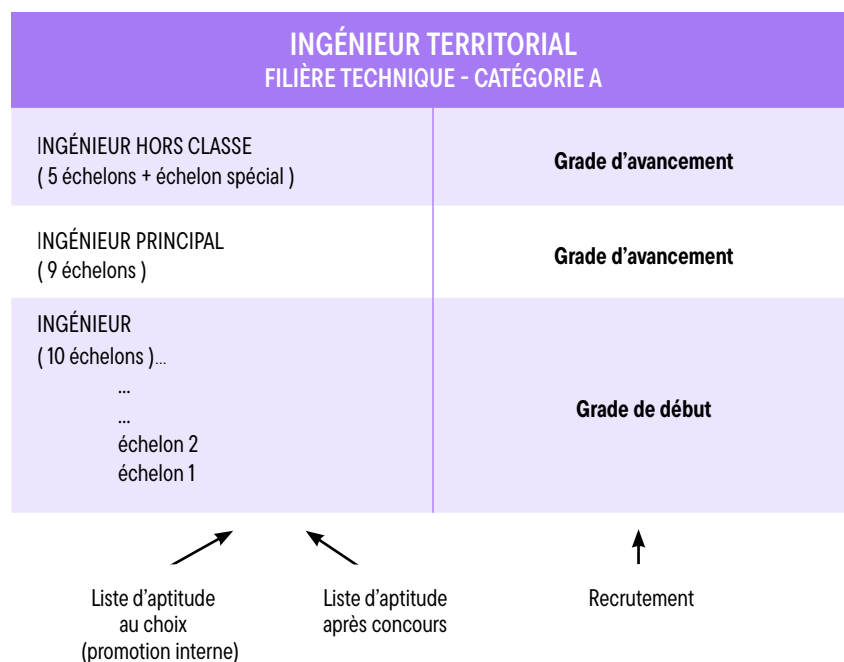 INGÉNIEUR TERRITORIAL
FILIÈRE TECHNIQUE - CATÉGORIE A
INGÉNIEUR HORS CLASSE
( 5 échelons + échelon spécial )
Grade d'avancement
INGÉNIEUR PRINCIPAL
( 9 échelons )
Grade d'avancement
INGÉNIEUR
( 10 échelons )...
...
...
échelon 2
échelon 1
Grade de début
Liste d'aptitude
au choix
(promotion interne)
Liste d'aptitude
après concours
Recrutement